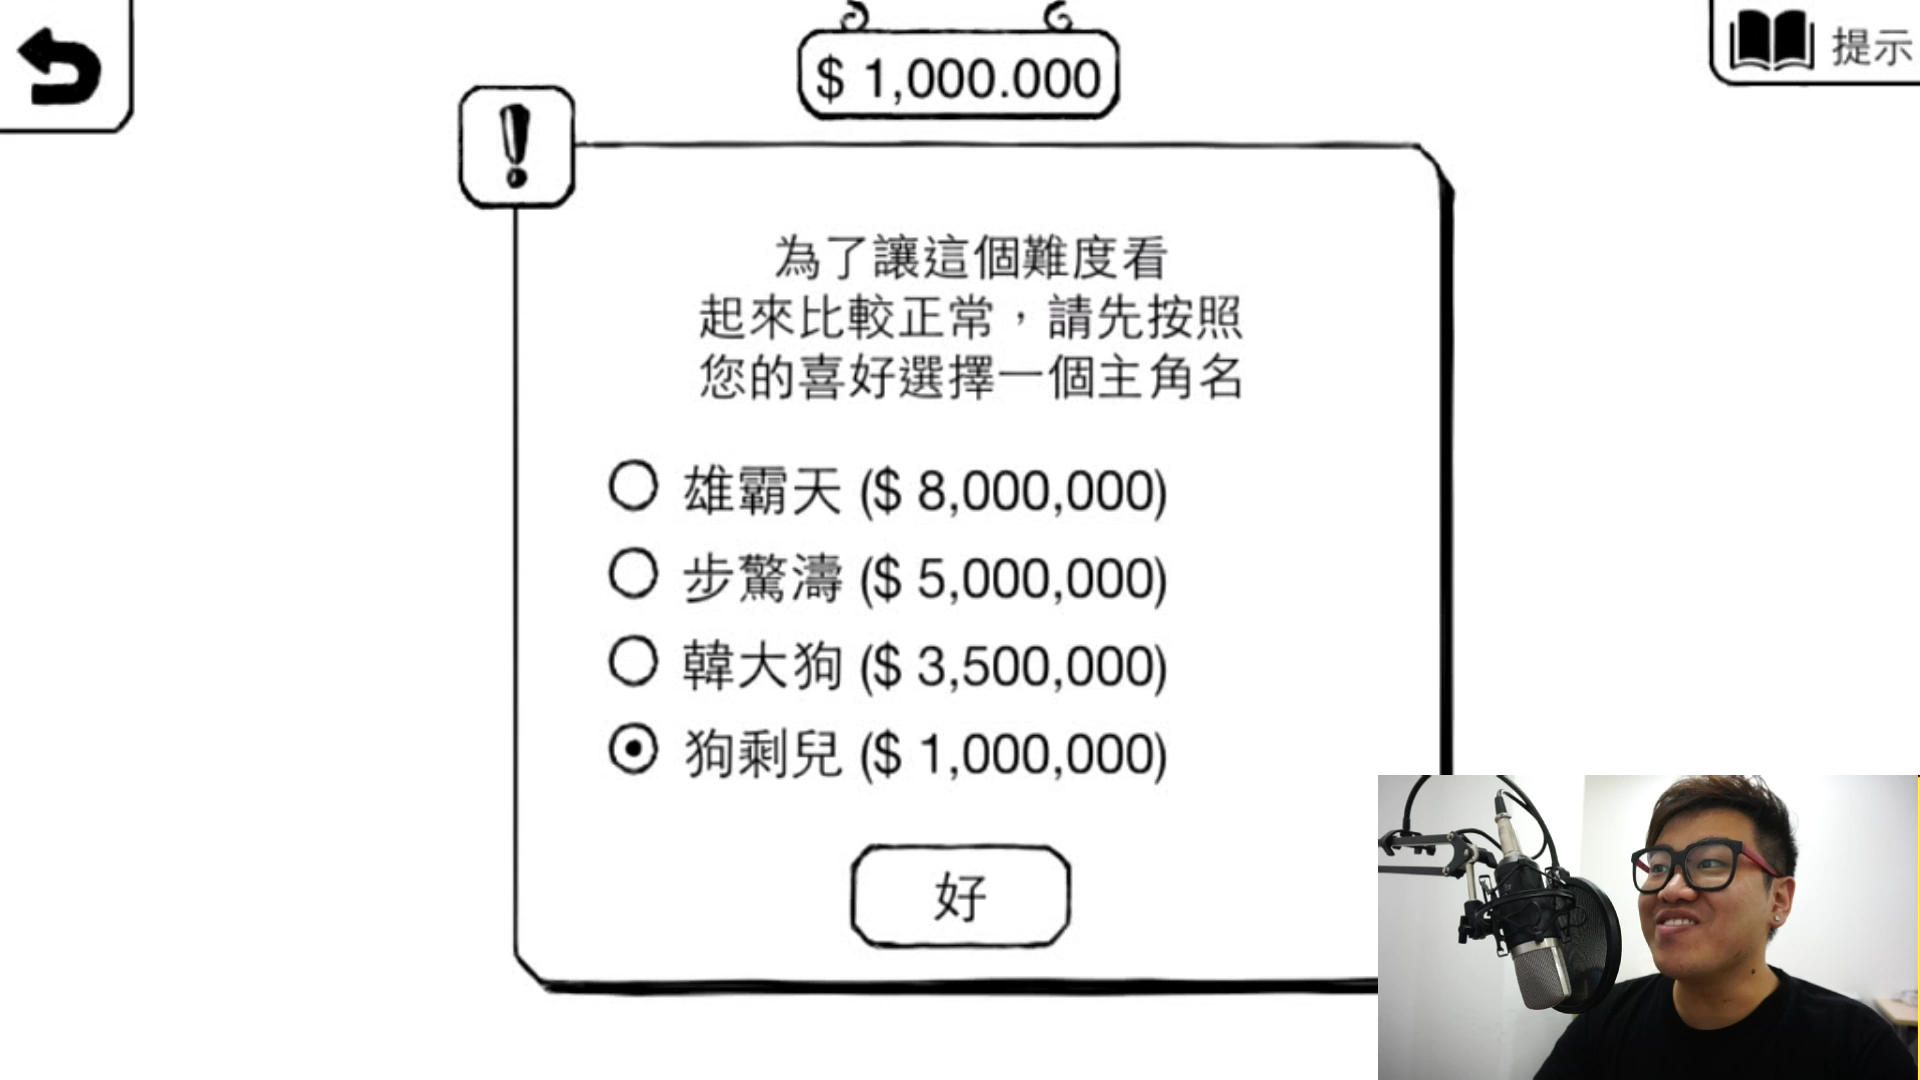 $ 1,000.000
提示
為了讓這個難度看
起來比較正常，請先按照
您的喜好選擇一個主角名
雄霸天 ($ 8,000,000)
步驚濤 ($ 5,000,000)
韓大狗 ($ 3,500,000)
狗剩兒 ($ 1,000,000)
好